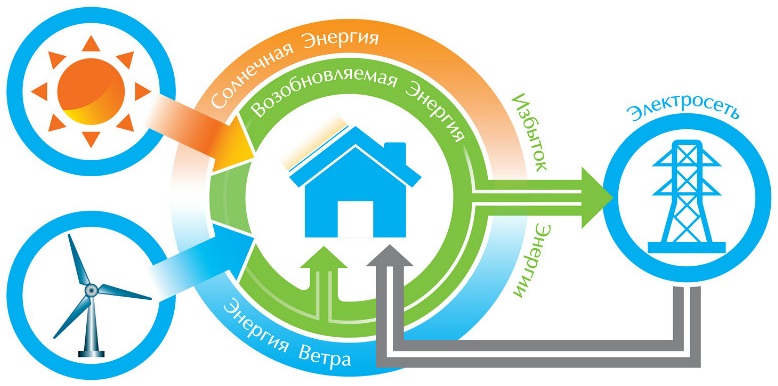 Солнечная Энергия
Возобновляемая Энергия
Избыток
Энергии
Электросеть
Энергия Ветра